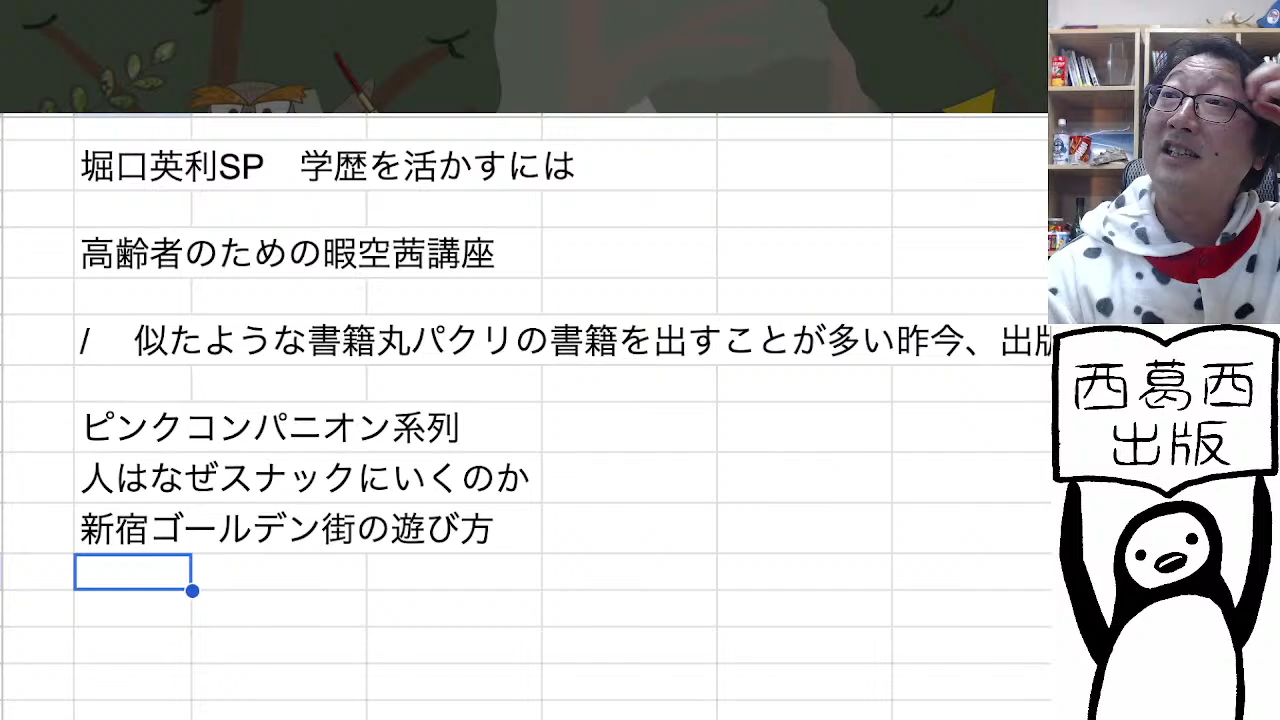 堀口英利SP　学歴を活かすには
高齢者のための暇空茜講座
/　似たような書籍丸パクリの書籍を出すことが多い昨今、出版
ピンクコンパニオン系列
人はなぜスナックにいくのか
新宿ゴールデン街の遊び方
西葛西
出版